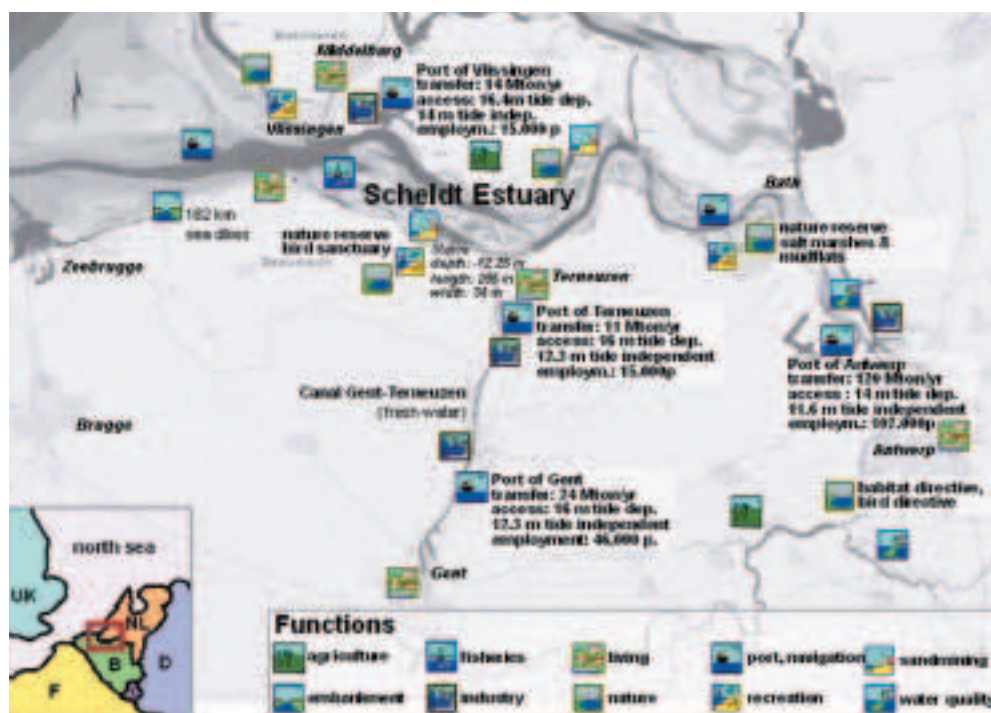 Middelburg
Port of Vlissingen
transfer: 14 Mton/yr
access: 16.4m tide dep.
14 m tide indep.
employm.: 15.000 p
Vlissingen
Scheldt Estuary
Bath
182 km
sea dikes
nature reserve
bird sanctuary
depth: -12.25 m
nature reserve
salt marshes &
mudflats
Zeebrugge
Terneuzen
Port of Terneuzen
transfer: 11 Mton/yr
access: 16 m tide dep.
12.3 m tide independent
employm.: 15.000p
Port of Antwerp
transfer: 120 Mton/yr
access : 14 m tide dep.
11.6 m tide independent
employm.: 107.000p
Canal Gent-Terneuzen
(fresh-water)
Brugge
Antwerp
Port of Gent
transfer: 24 Mton/yr
access: 16 m tide dep.
12.3 m tide independent
employment: 46,000 p.
habitat directive,
bird directive
Gent
north sea
UK
NL
B
D
F
Functions
agriculture
fisheries
living
port, navigation
sandmining
embankment
industry
nature
recreation
water quality